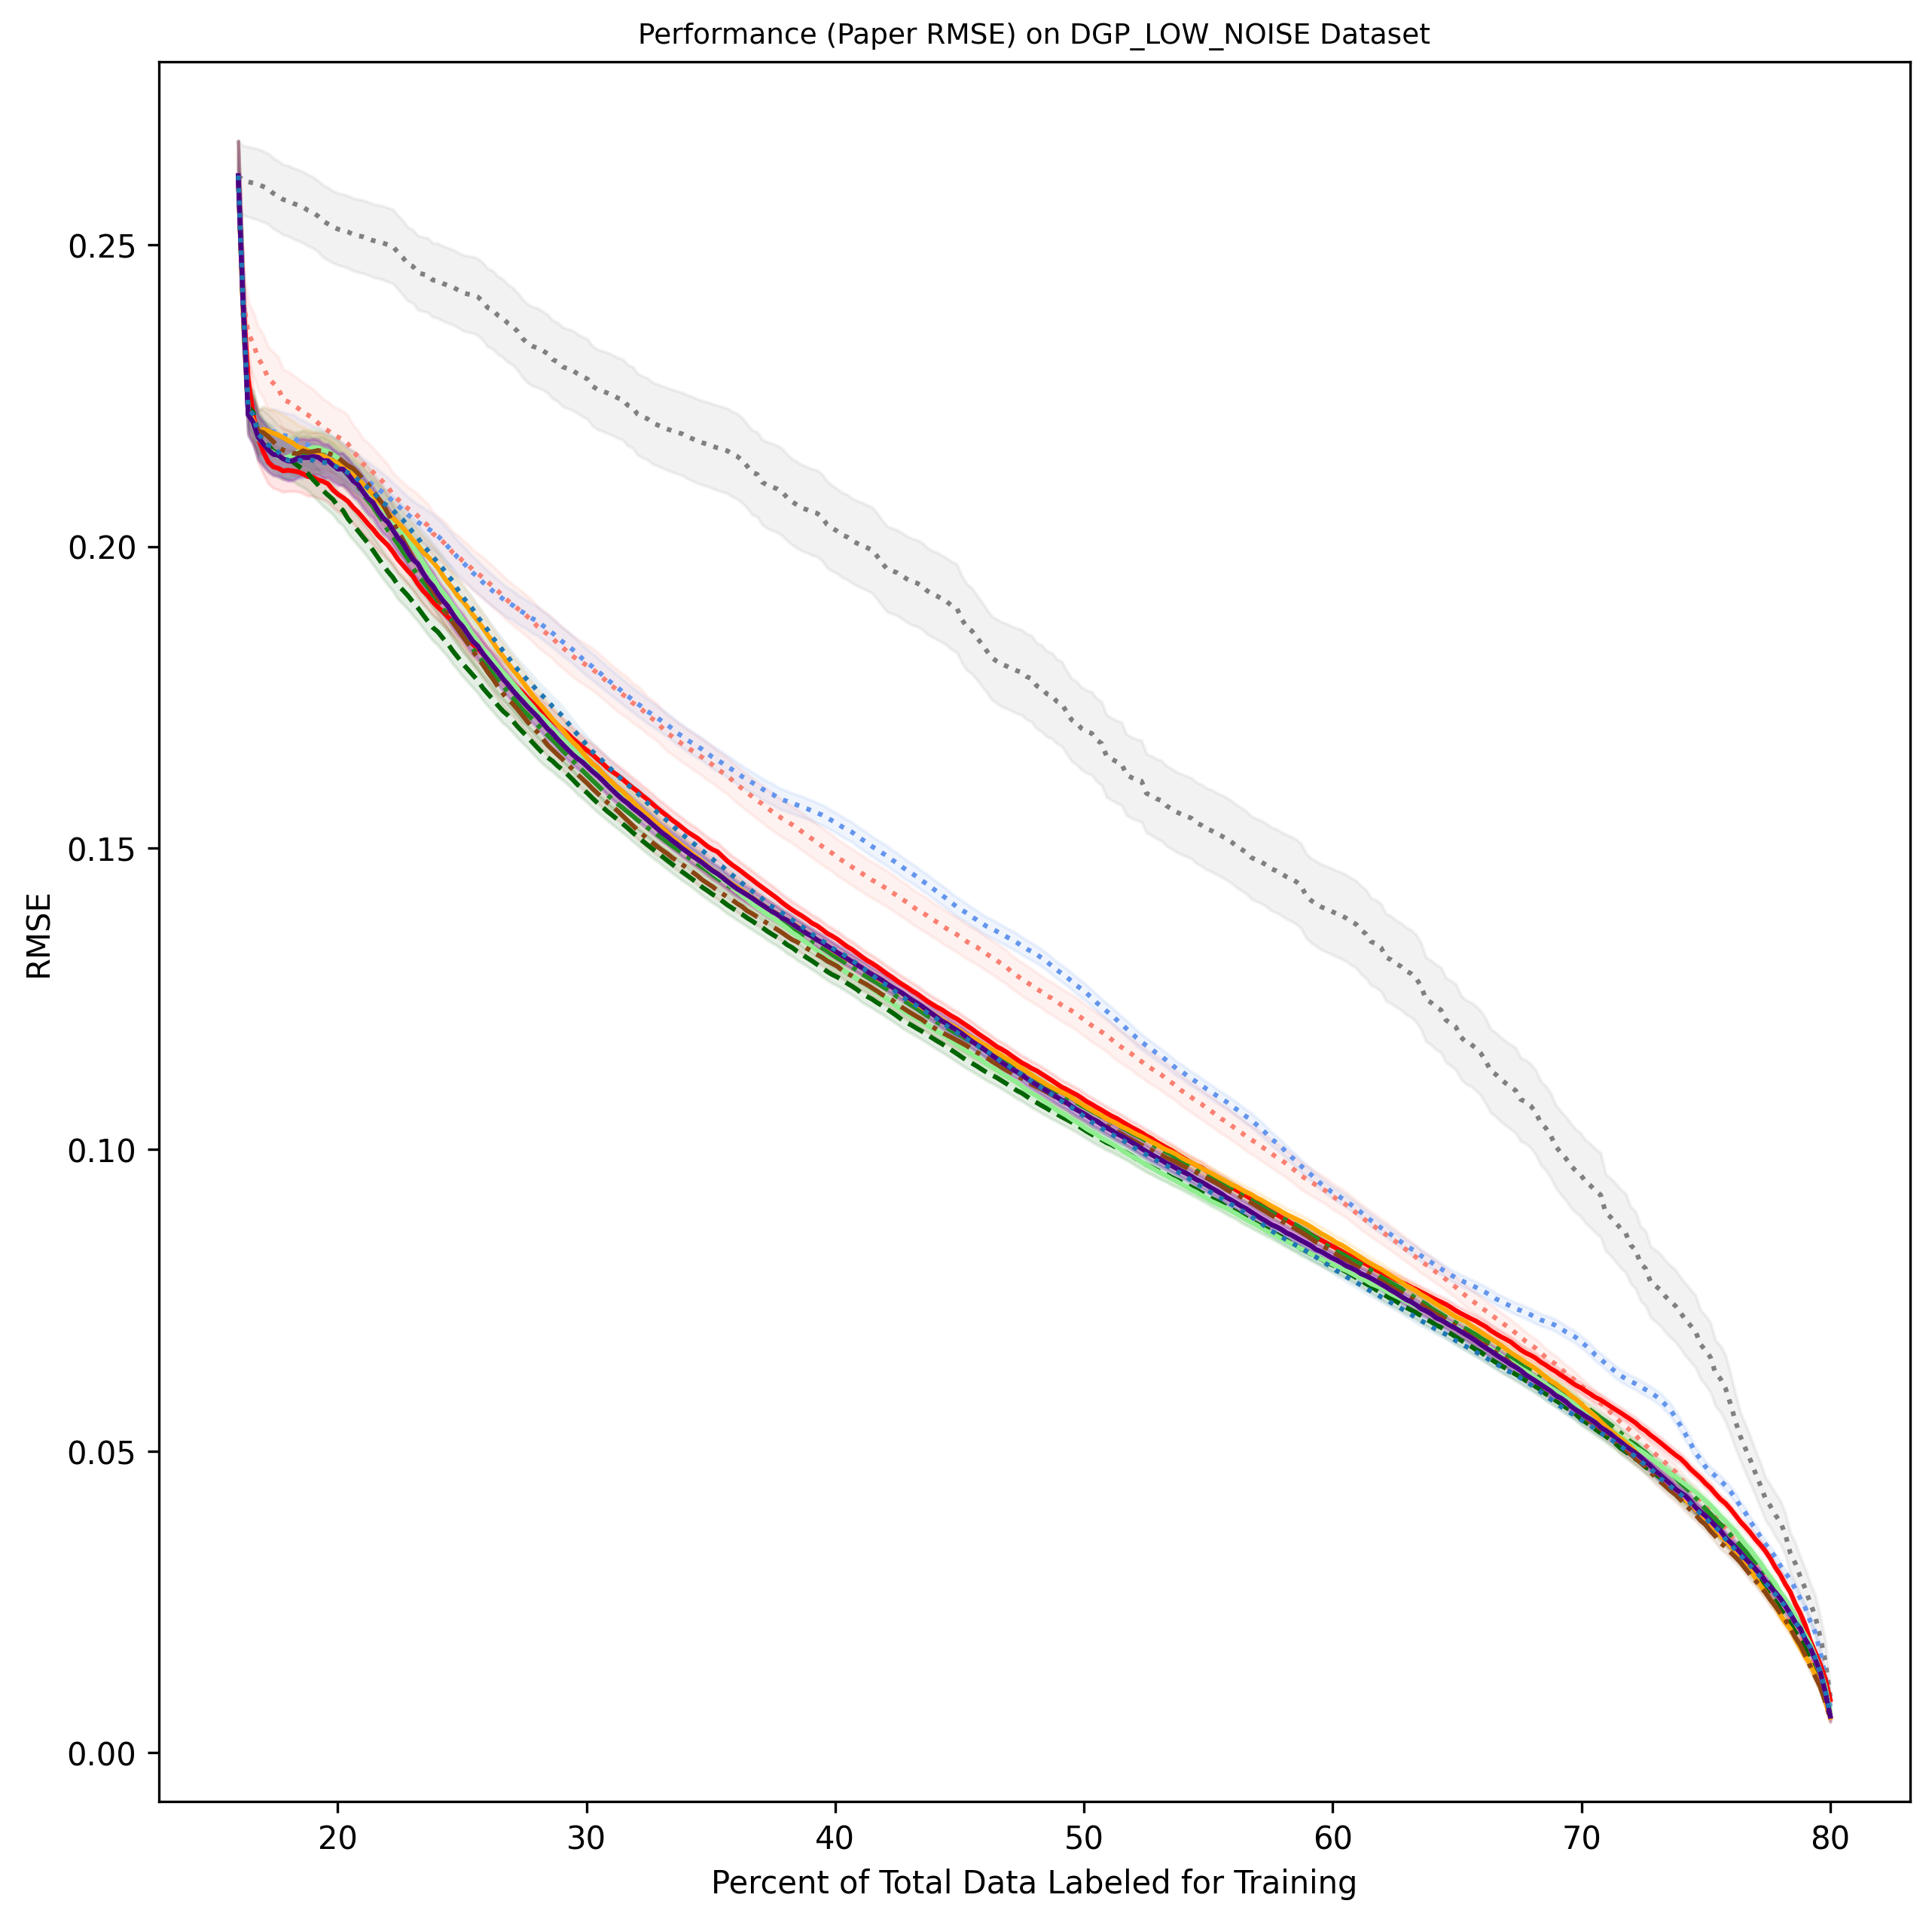 Performance (Paper RMSE) on DGP_LOW_NOISE Dataset
0.25
0.20
0.15
0.10
0.05
0.00
RMSE
20 30 40 50 60 70 80
Percent of Total Data Labeled for Training